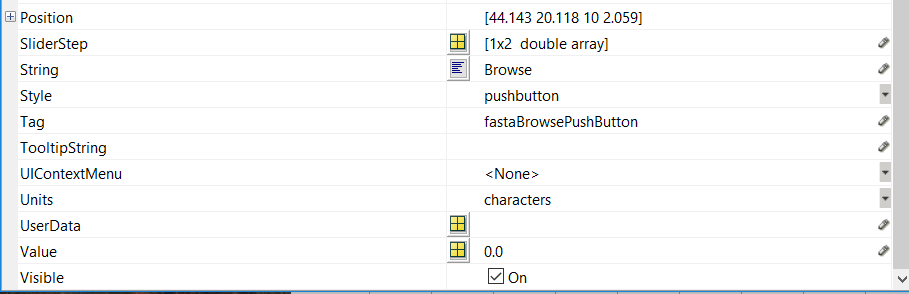 Position [44.143 20.118 10 2.059]
SliderStep [1x2 double array]
String Browse
Style pushbutton
Tag fastaBrowsePushButton
TooltipString
UIContextMenu <None>
Units characters
UserData
Value 0.0
Visible On